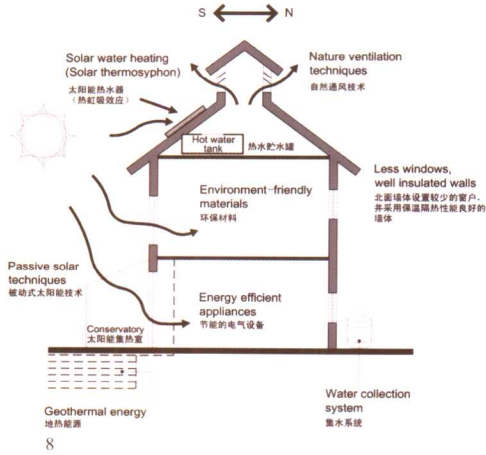 S
N
Solar water heating
(Solar thermosyphon)
太阳能热水器
(热虹吸效应)
Nature ventilation
techniques
自然通风技术
Hot water
tank
热水贮水罐
Less windows,
well insulated walls
北面墙体设置较少的窗户,
并采用保温隔热性能良好的
墙体
Environment-friendly
materials
环保材料
Passive solar
techniques
被动式太阳能技术
Energy efficient
appliances
节能的电气设备
Conservatory
太阳能集热室
Geothermal energy
地热能源
Water collection
system
集水系统
8